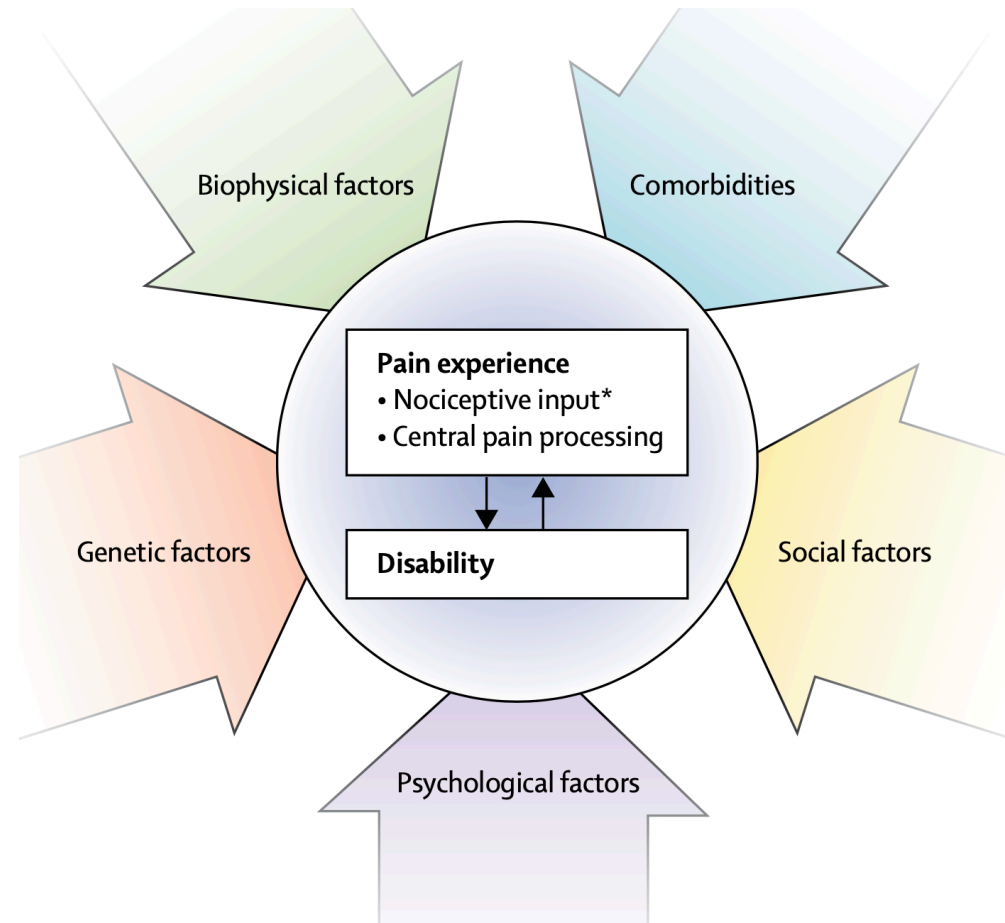 Biophysical factors
Comorbidities
Pain experience
• Nociceptive input*
• Central pain processing
Disability
Genetic factors
Social factors
Psychological factors